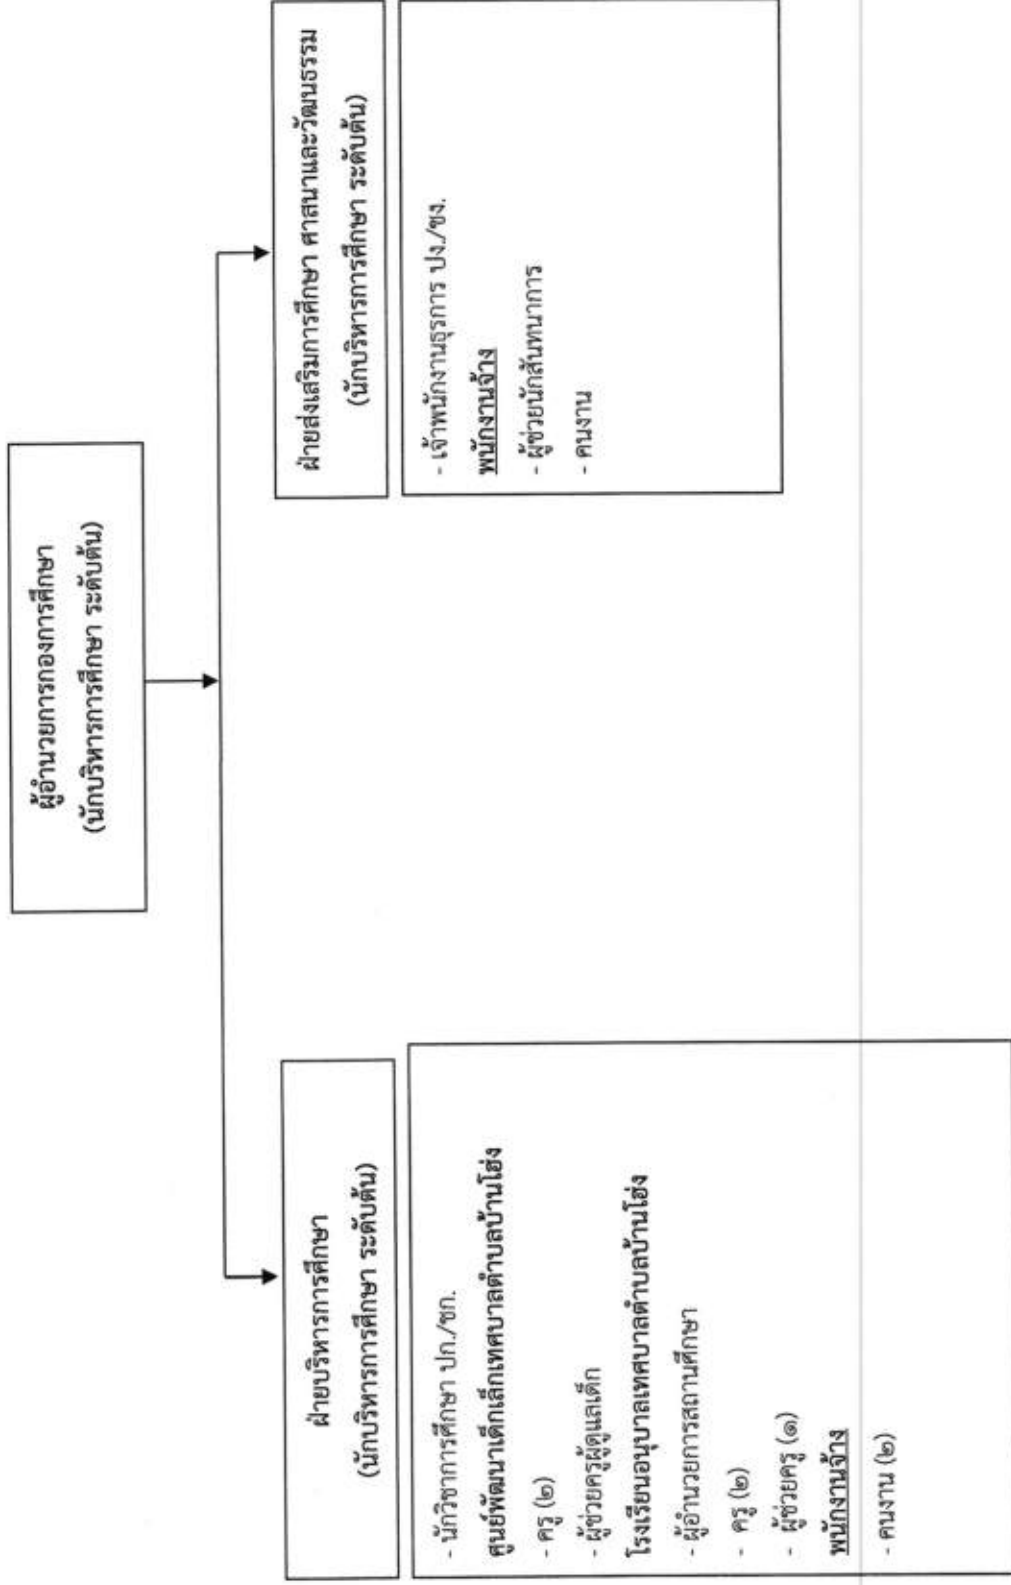 ผู้อำนวยการกองการศึกษา
(นักบริหารการศึกษา ระดับต้น)
ฝ่ายบริหารการศึกษา
(นักบริหารการศึกษา ระดับต้น)
- นักวิชาการศึกษา ปก./ชก.
ศูนย์พัฒนาเด็กเล็กเทศบาลตำบลบ้านโฮ่ง
- ครู (๒)
- ผู้ช่วยครูผู้ดูแลเด็ก
โรงเรียนอนุบาลเทศบาลตำบลบ้านโฮ่ง
- ผู้อำนวยการสถานศึกษา
- ครู (๒)
- ผู้ช่วยครู (๑)
พนักงานจ้าง
- คนงาน (๒)
ฝ่ายส่งเสริมการศึกษา ศาสนาและวัฒนธรรม
(นักบริหารการศึกษา ระดับต้น)
- เจ้าพนักงานธุรการ ปง./ชง.
พนักงานจ้าง
- ผู้ช่วยนักสันทนาการ
- คนงาน